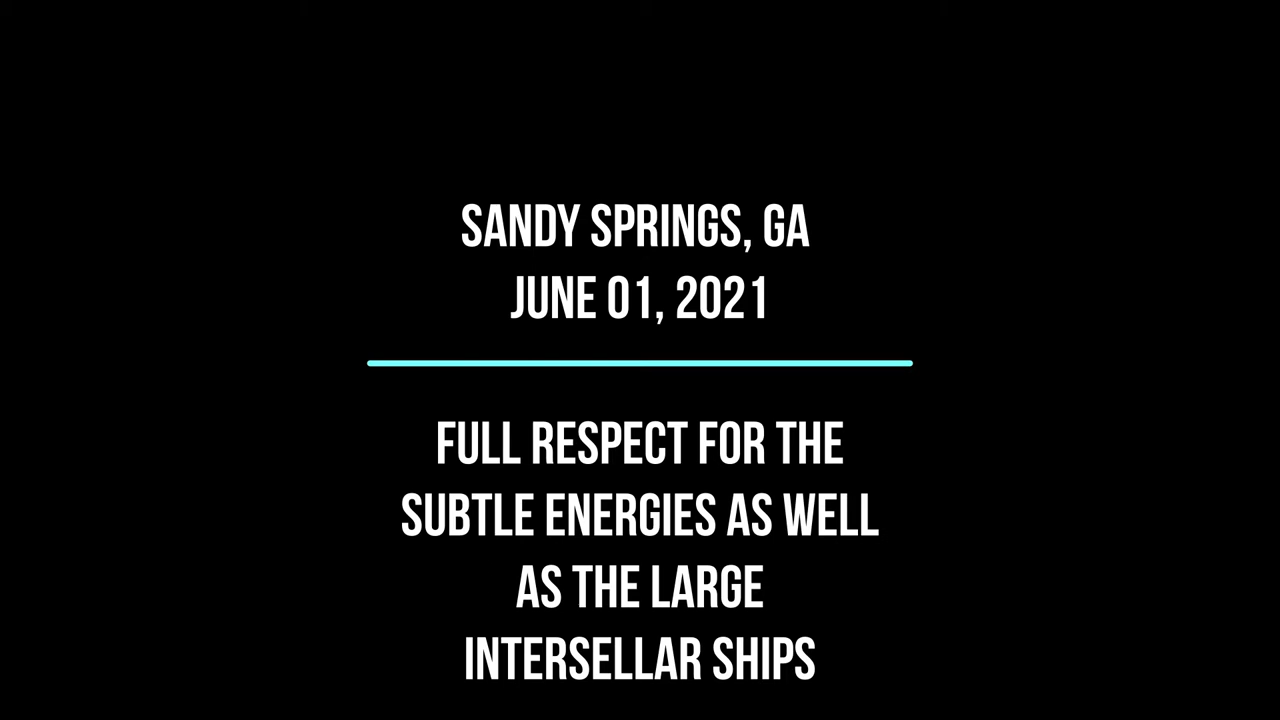 SANDY SPRINGS, GA
JUNE 01, 2021
FULL RESPECT FOR THE
SUBTLE ENERGIES AS WELL
AS THE LARGE
INTERSELLAR SHIPS